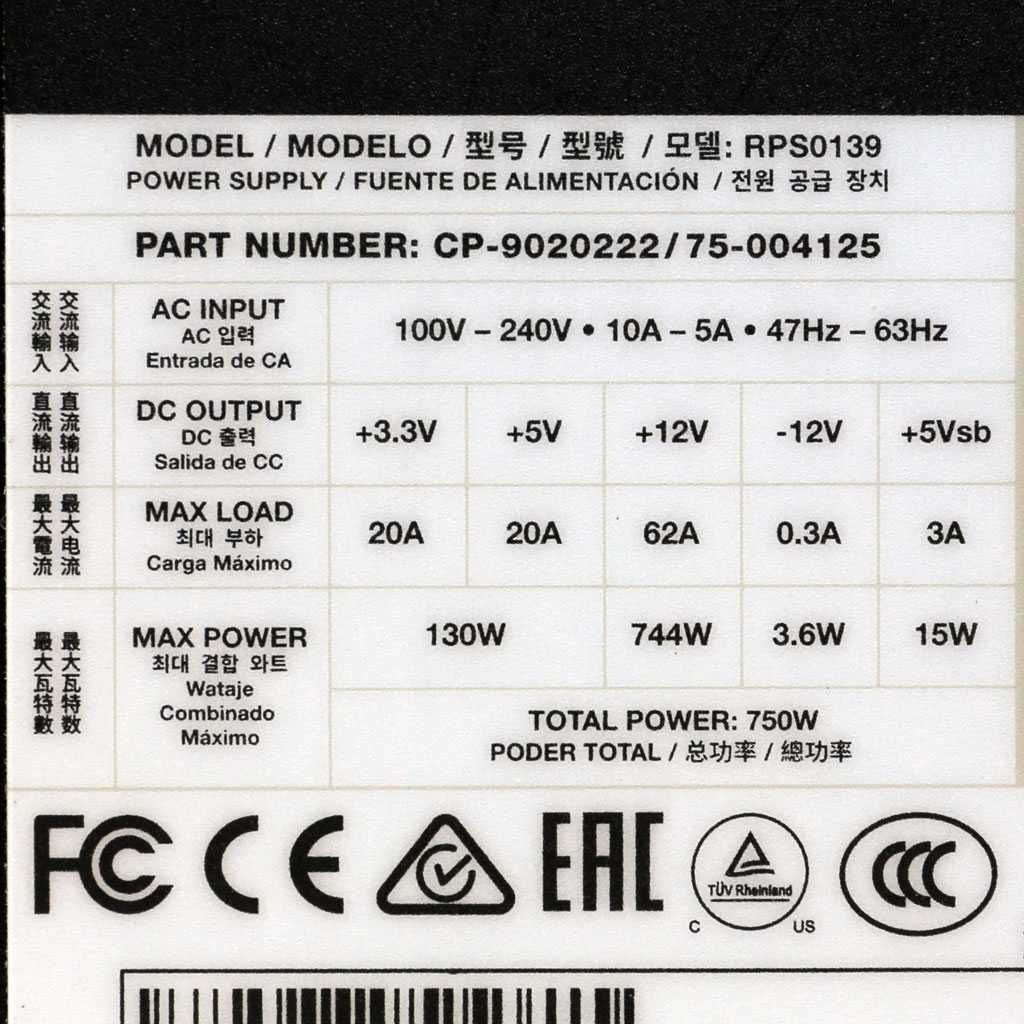 MODEL / MODELO / 型号 / 型號 / 모델: RPS0139
POWER SUPPLY / FUENTE DE ALIMENTACIÓN / 전원 공급 장치
PART NUMBER: CP-9020222/75-004125
交流輸入
交流输入
AC INPUT
AC 입력
Entrada de CA
100V – 240V • 10A – 5A • 47Hz – 63Hz
直流輸出
直流输出
DC OUTPUT
DC 출력
Salida de CC
+3.3V +5V +12V -12V +5Vsb
最大電流
最大电流
MAX LOAD
최대 부하
Carga Máximo
20A 20A 62A 0.3A 3A
最大瓦特數
最大瓦特数
MAX POWER
최대 결합 와트
Wataje
Combinado
Máximo
130W 744W 3.6W 15W
TOTAL POWER: 750W
PODER TOTAL / 总功率 / 總功率
FC CE EAC
TÜV Rheinland
C US
CCC